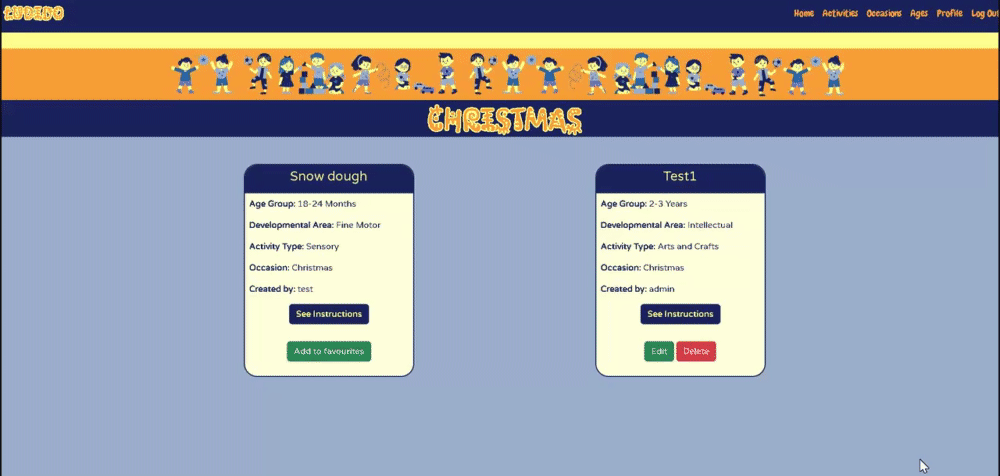 LUDIDO
Home Activities Occasions Ages Profile Log Out
CHRISTMAS
Snow dough
Age Group: 18-24 Months
Developmental Area: Fine Motor
Activity Type: Sensory
Occasion: Christmas
Created by: test
See Instructions
Add to favourites
Test1
Age Group: 2-3 Years
Developmental Area: Intellectual
Activity Type: Arts and Crafts
Occasion: Christmas
Created by: admin
See Instructions
Edit Delete